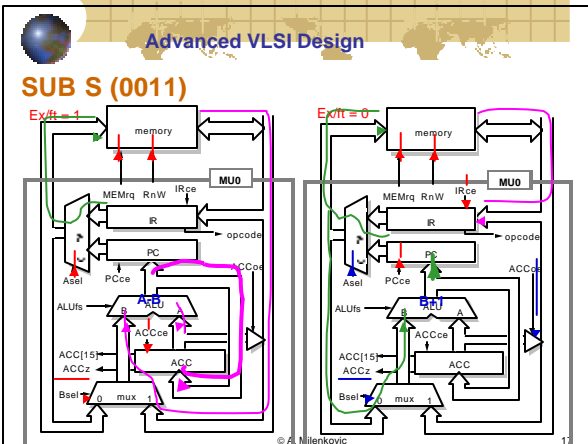 Advanced VLSI Design
SUB S (0011)
Ex/ft = 1
memory
MU0
MEMrq RnW
IRce
IR
opcode
PC
Asel
PCce
ACCoe
A-B
ALUfs
ALU
B A
ACCce
ACC[15]
ACC
ACCz
Bsel
0 mux 1
Ex/ft = 0
memory
MU0
MEMrq RnW
IRce
IR
opcode
PC
Asel
PCce
ACCoe
B+1
ALUfs
ALU
B A
ACCce
ACC[15]
ACC
ACCz
Bsel
0 mux 1
© A. Milenkovic